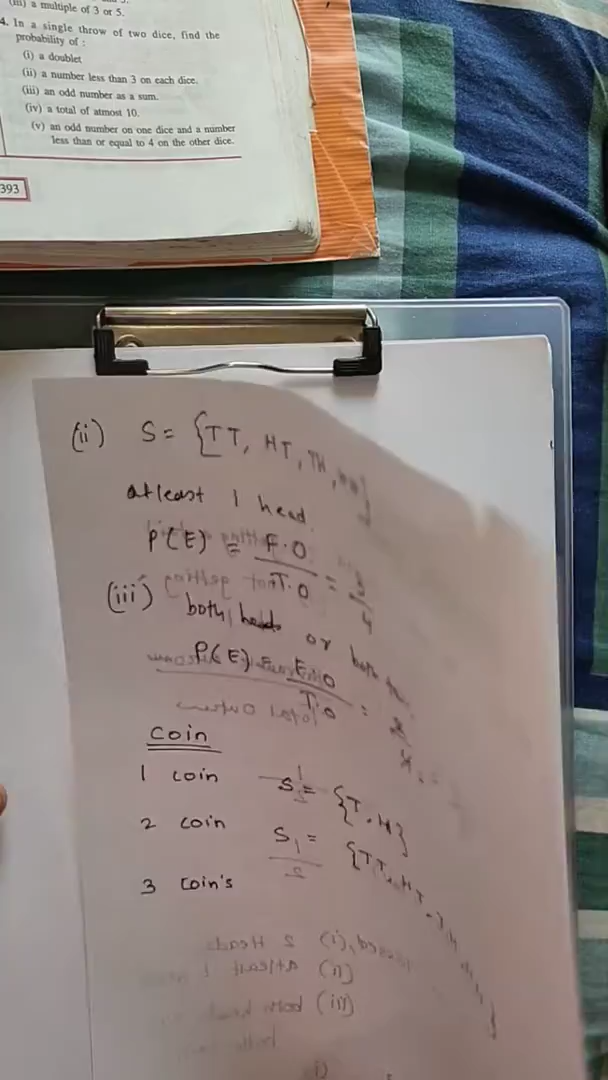 (iii) a multiple of 3 or 5.
4. In a single throw of two dice, find the
probability of :
(i) a doublet
(ii) a number less than 3 on each dice.
(iii) an odd number as a sum.
(iv) a total of atmost 10.
(v) an odd number on one dice and a number
less than or equal to 4 on the other dice.
393
(ii) S = {TT, HT, TH, HH}
atleast 1 head.
P(E) = F.O / T.O = 3/4
(iii) both heads or both
P(E) = F.O / T.O =
Coin
1 coin S = {T, H}
2 coin S1 = {TT, HT, TH
3 Coin's